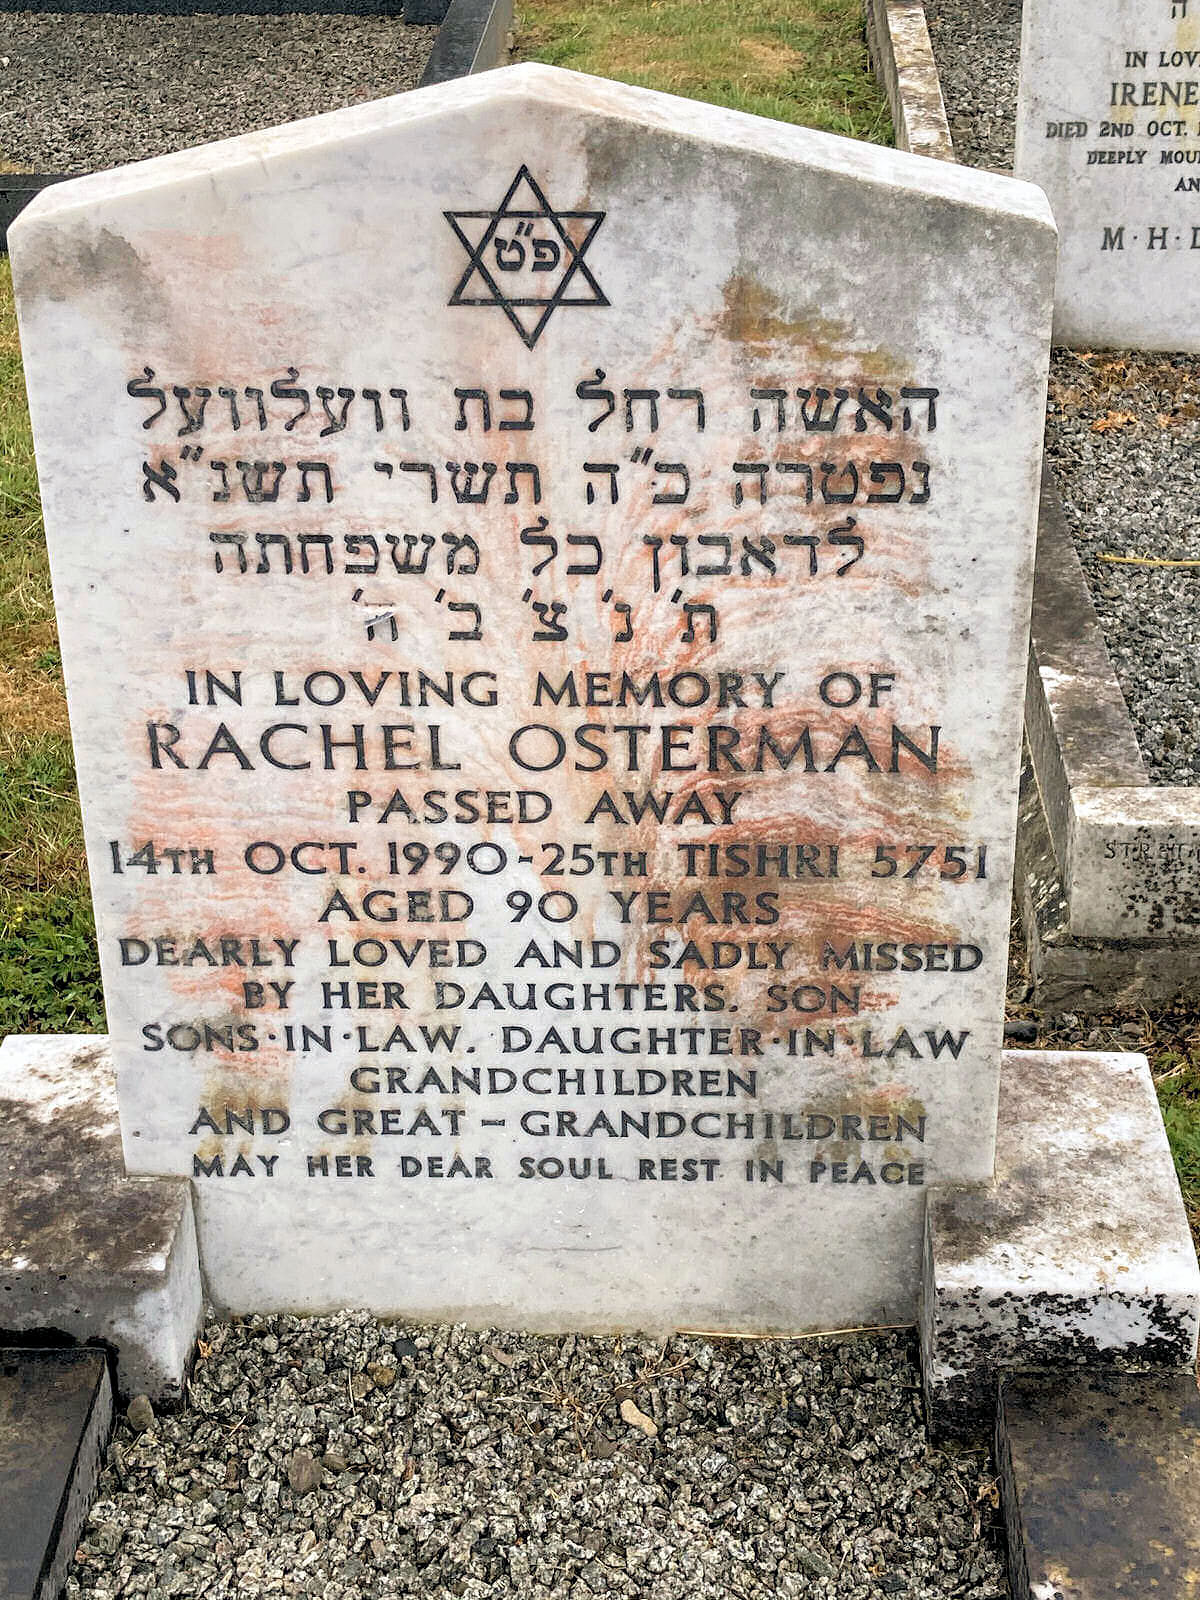 פ"ט
האשה רחל בת וועלוועל
נפטרה כ"ה תשרי תשנ"א
לדאבון כל משפחתה
ת' נ' צ' ב' ה'
IN LOVING MEMORY OF
RACHEL OSTERMAN
PASSED AWAY
14TH OCT. 1990-25TH TISHRI 5751
AGED 90 YEARS
DEARLY LOVED AND SADLY MISSED
BY HER DAUGHTERS. SON
SONS·IN·LAW. DAUGHTER·IN·LAW
GRANDCHILDREN
AND GREAT-GRANDCHILDREN
MAY HER DEAR SOUL REST IN PEACE
IN
IRENE
DIED 2ND OCT.
DEEPLY
M·H·